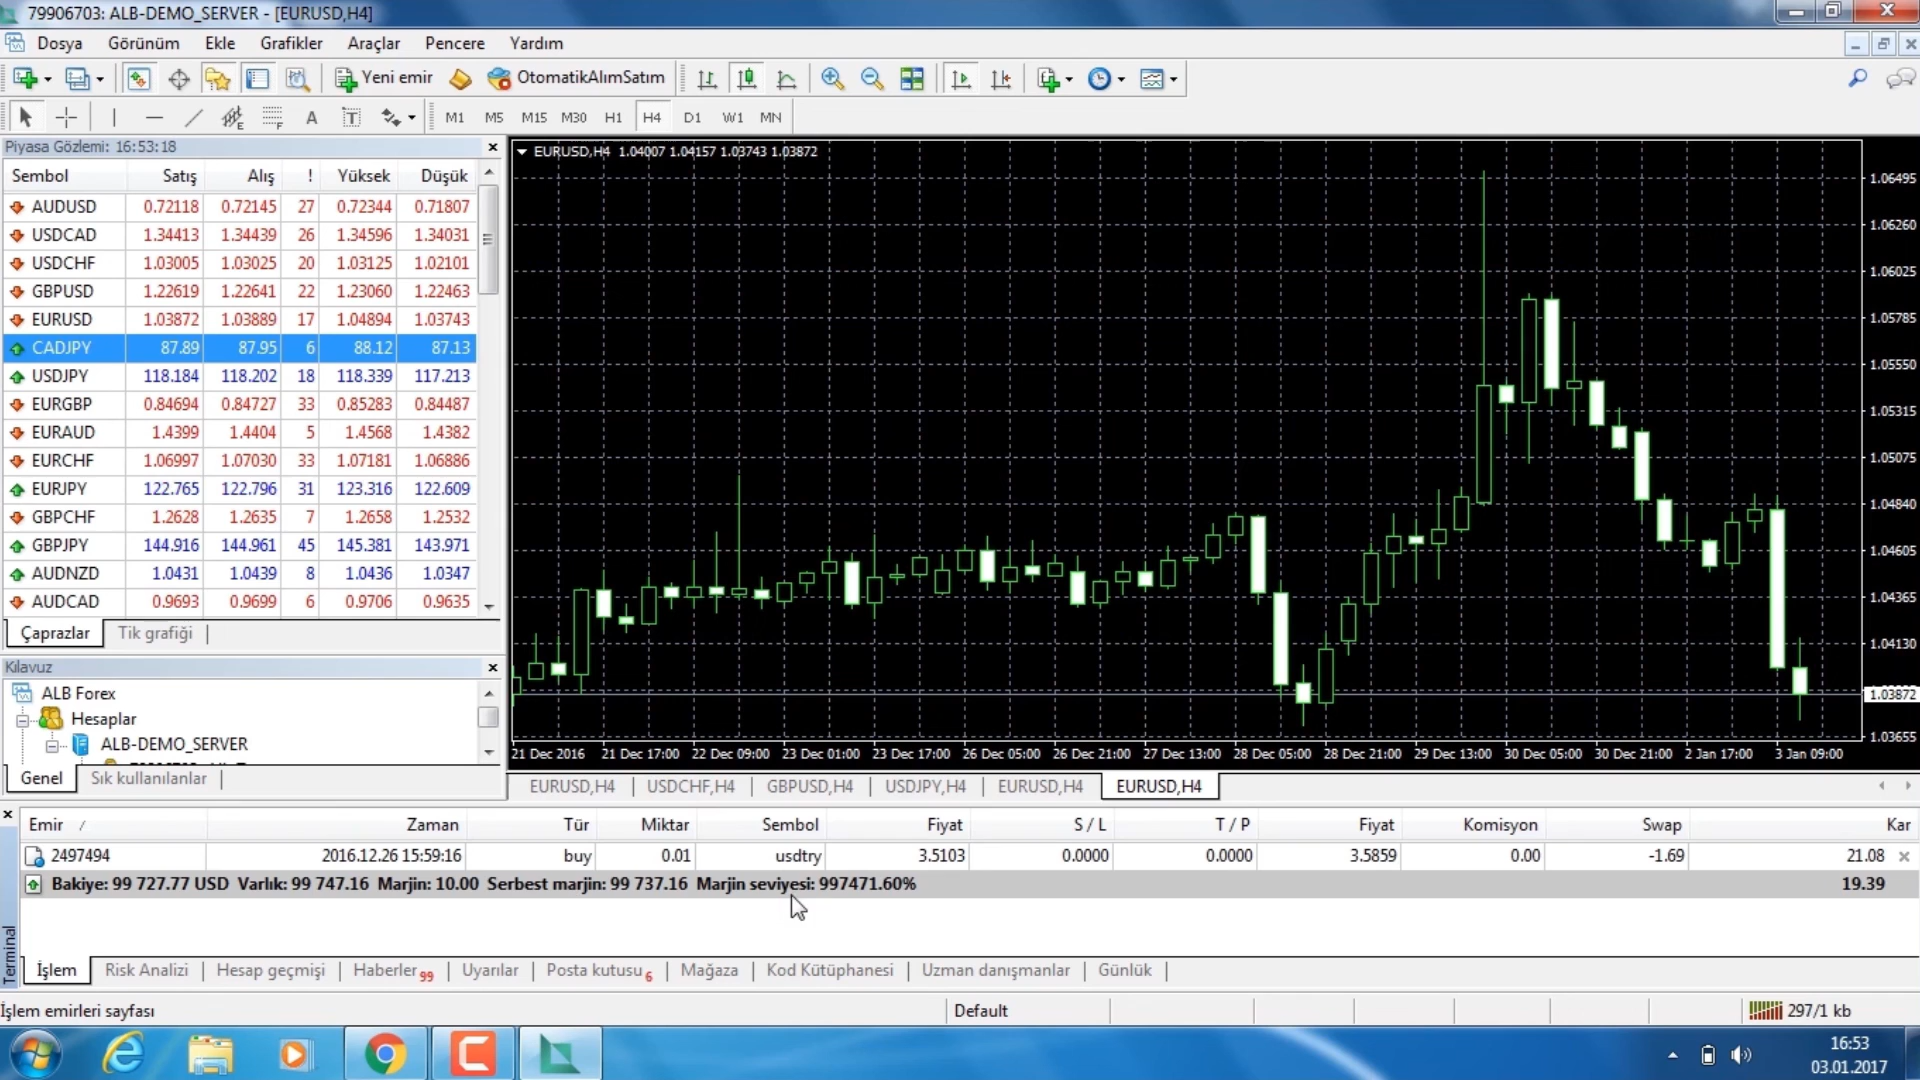 79906703: ALB-DEMO_SERVER - [EURUSD,H4]
Dosya Görünüm Ekle Grafikler Araçlar Pencere Yardım
Yeni emir OtomatikAlımSatım
A T M1 M5 M15 M30 H1 H4 D1 W1 MN
Piyasa Gözlemi: 16:53:18
Sembol Satış Alış ! Yüksek Düşük
AUDUSD 0.72118 0.72145 27 0.72344 0.71807
USDCAD 1.34413 1.34439 26 1.34596 1.34031
USDCHF 1.03005 1.03025 20 1.03125 1.02101
GBPUSD 1.22619 1.22641 22 1.23060 1.22463
EURUSD 1.03872 1.03889 17 1.04894 1.03743
CADJPY 87.89 87.95 6 88.12 87.13
USDJPY 118.184 118.202 18 118.339 117.213
EURGBP 0.84694 0.84727 33 0.85283 0.84487
EURAUD 1.4399 1.4404 5 1.4568 1.4382
EURCHF 1.06997 1.07030 33 1.07181 1.06886
EURJPY 122.765 122.796 31 123.316 122.609
GBPCHF 1.2628 1.2635 7 1.2658 1.2532
GBPJPY 144.916 144.961 45 145.381 143.971
AUDNZD 1.0431 1.0439 8 1.0436 1.0347
AUDCAD 0.9693 0.9699 6 0.9706 0.9635
Çaprazlar Tik grafiği
Kılavuz
ALB Forex
Hesaplar
ALB-DEMO_SERVER
Genel Sık kullanılanlar
EURUSD,H4 1.04007 1.04157 1.03743 1.03872
1.06495
1.06260
1.06025
1.05785
1.05550
1.05315
1.05075
1.04840
1.04605
1.04365
1.04130
1.03872
1.03655
21 Dec 2016 21 Dec 17:00 22 Dec 09:00 23 Dec 01:00 23 Dec 17:00 26 Dec 05:00 26 Dec 21:00 27 Dec 13:00 28 Dec 05:00 28 Dec 21:00 29 Dec 13:00 30 Dec 05:00 30 Dec 21:00 2 Jan 17:00 3 Jan 09:00
EURUSD,H4 USDCHF,H4 GBPUSD,H4 USDJPY,H4 EURUSD,H4 EURUSD,H4
Emir / Zaman Tür Miktar Sembol Fiyat S / L T / P Fiyat Komisyon Swap Kar
2497494 2016.12.26 15:59:16 buy 0.01 usdtry 3.5103 0.0000 0.0000 3.5859 0.00 -1.69 21.08
Bakiye: 99 727.77 USD Varlık: 99 747.16 Marjin: 10.00 Serbest marjin: 99 737.16 Marjin seviyesi: 997471.60% 19.39
Terminal
İşlem Risk Analizi Hesap geçmişi Haberler 99 Uyarılar Posta kutusu 6 Mağaza Kod Kütüphanesi Uzman danışmanlar Günlük
İşlem emirleri sayfası Default 297/1 kb
16:53
03.01.2017